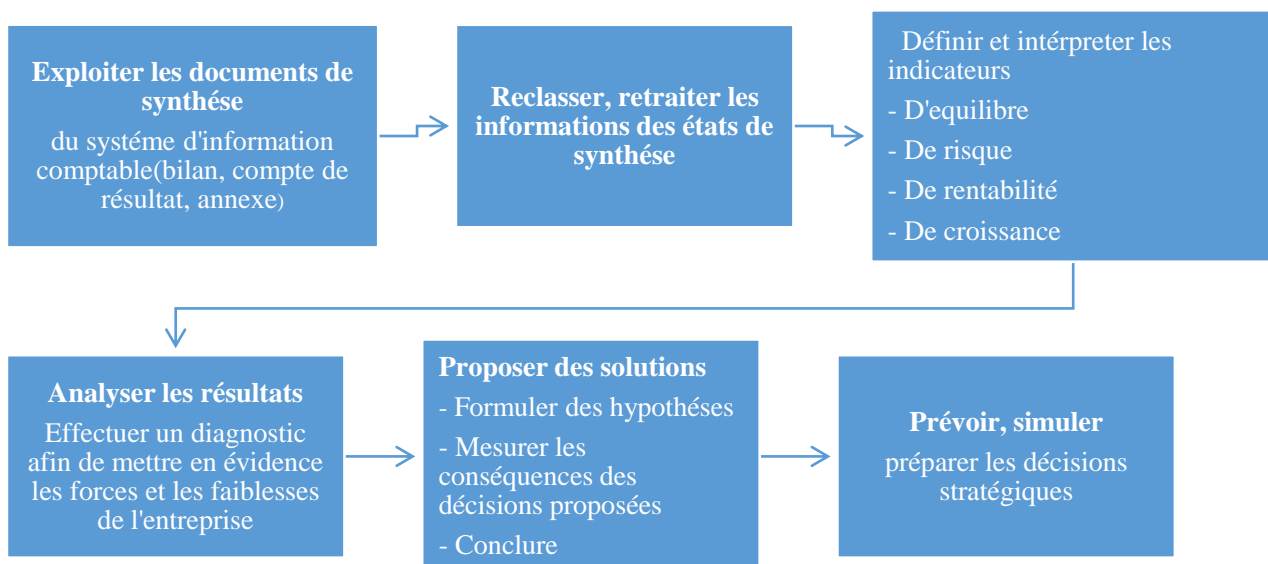 Exploiter les documents de
synthése
du systéme d'information
comptable(bilan, compte de
résultat, annexe)
Reclasser, retraiter les
informations des états de
synthése
Définir et intérpreter les
indicateurs
- D'equilibre
- De risque
- De rentabilité
- De croissance
Analyser les résultats
Effectuer un diagnostic
afin de mettre en évidence
les forces et les faiblesses
de l'entreprise
Proposer des solutions
- Formuler des hypothéses
- Mesurer les
conséquences des
décisions proposées
- Conclure
Prévoir, simuler
préparer les décisions
stratégiques